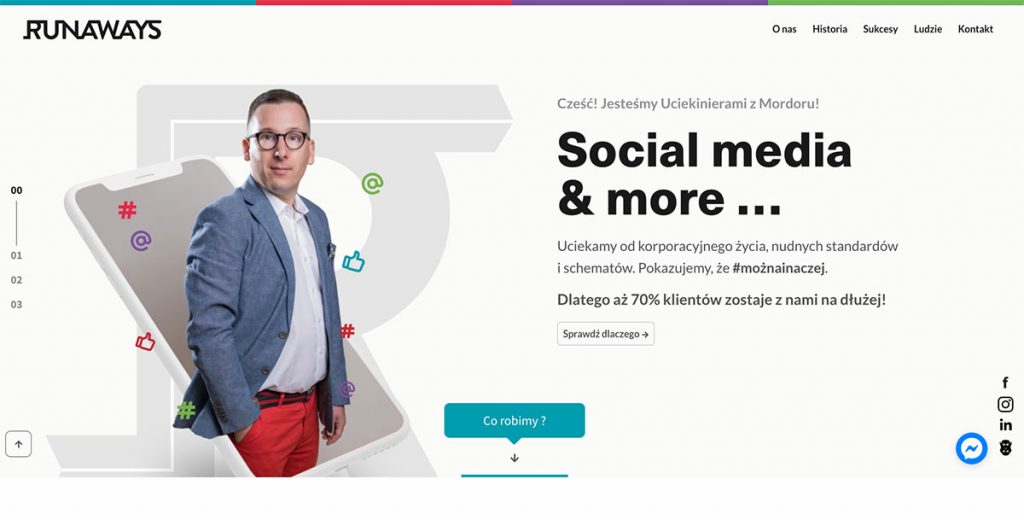 RUNAWAYS
O nas Historia Sukcesy Ludzie Kontakt
Cześć! Jesteśmy Uciekinierami z Mordoru!
Social media
& more ...
Uciekamy od korporacyjnego życia, nudnych standardów
i schematów. Pokazujemy, że #możnainaczej.
Dlatego aż 70% klientów zostaje z nami na dłużej!
Sprawdź dlaczego →
00
01
02
03
# @ @
#
# @
Co robimy ?
↓
↑
f
in